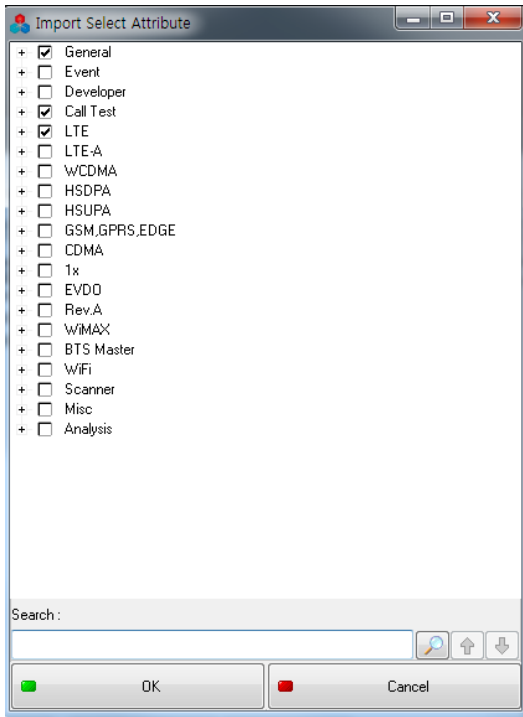 Import Select Attribute
General
Event
Developer
Call Test
LTE
LTE-A
WCDMA
HSDPA
HSUPA
GSM,GPRS,EDGE
CDMA
1x
EVDO
Rev.A
WiMAX
BTS Master
WiFi
Scanner
Misc
Analysis
Search :
OK
Cancel